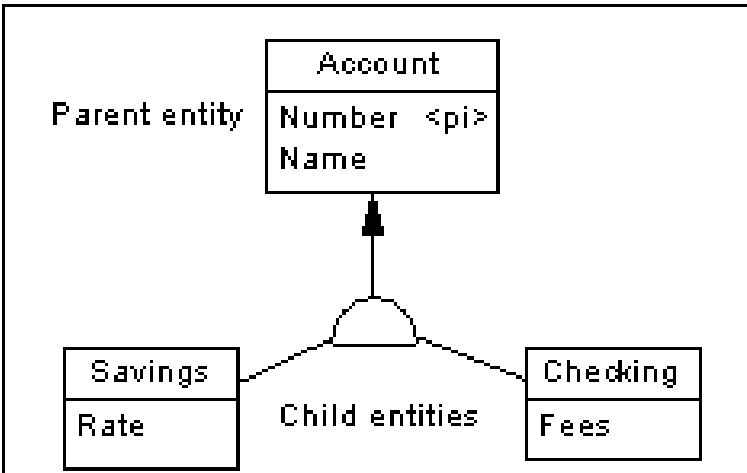 Account
Parent entity
Number <pi>
Name
Savings
Rate
Child entities
Checking
Fees